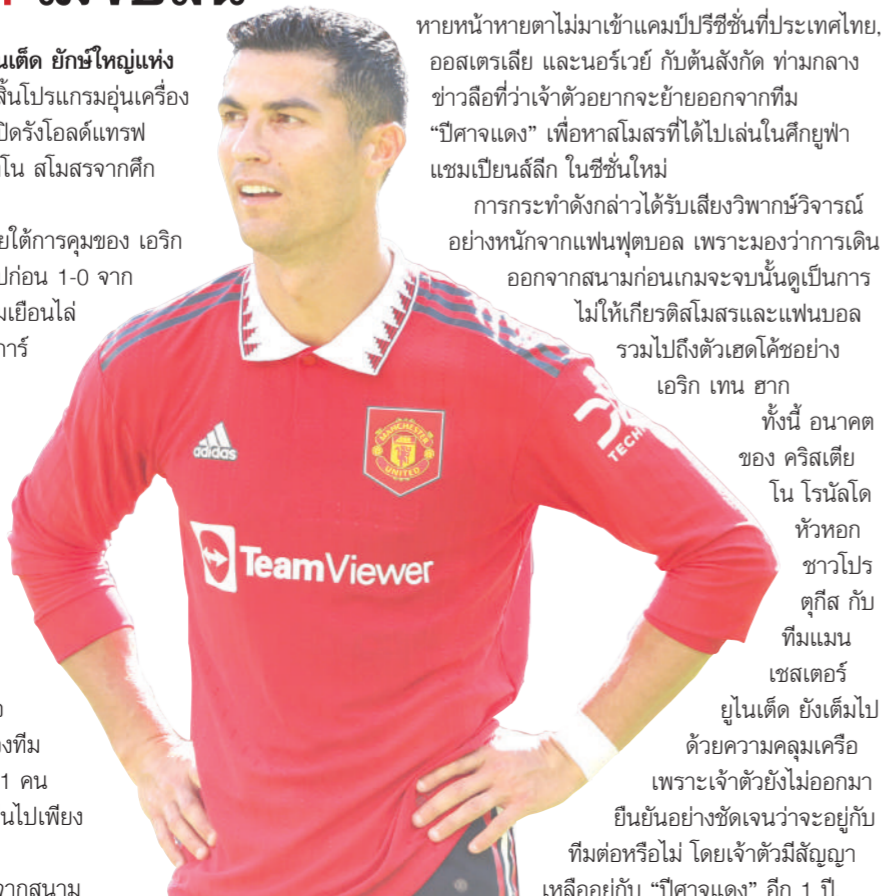 นเต็ด ยักษ์ใหญ่แห่ง
สิ้นโปรแกรมอุ่นเครื่อง
ปิดรังโอลด์แทรฟ
โน สโมสรจากศึก
ยใต้การคุมของ เอริก
ปก่อน 1-0 จาก
มเยือนไล่
การ์
องทีม
1 คน
นไปเพียง
จากสนาม
หายหน้าหายตาไม่มาเข้าแคมป์ปรีซีซั่นที่ประเทศไทย,
ออสเตรเลีย และนอร์เวย์ กับต้นสังกัด ท่ามกลาง
ข่าวลือที่ว่าเจ้าตัวอยากจะย้ายออกจากทีม
“ปีศาจแดง” เพื่อหาสโมสรที่ได้ไปเล่นในศึกยูฟ่า
แชมเปียนส์ลีก ในซีซั่นใหม่
การกระทำดังกล่าวได้รับเสียงวิพากษ์วิจารณ์
อย่างหนักจากแฟนฟุตบอล เพราะมองว่าการเดิน
ออกจากสนามก่อนเกมจะจบนั้นดูเป็นการ
ไม่ให้เกียรติสโมสรและแฟนบอล
รวมไปถึงตัวเฮดโค้ชอย่าง
เอริก เทน ฮาก
ทั้งนี้ อนาคต
ของ คริสเตีย
โน โรนัลโด
หัวหอก
ชาวโปร
ตุกีส กับ
ทีมแมน
เชสเตอร์
ยูไนเต็ด ยังเต็มไป
ด้วยความคลุมเครือ
เพราะเจ้าตัวยังไม่ออกมา
ยืนยันอย่างชัดเจนว่าจะอยู่กับ
ทีมต่อหรือไม่ โดยเจ้าตัวมีสัญญา
เหลืออยู่กับ “ปีศาจแดง” อีก 1 ปี
adidas
MANCHESTER
UNITED
TeamViewer
TECH